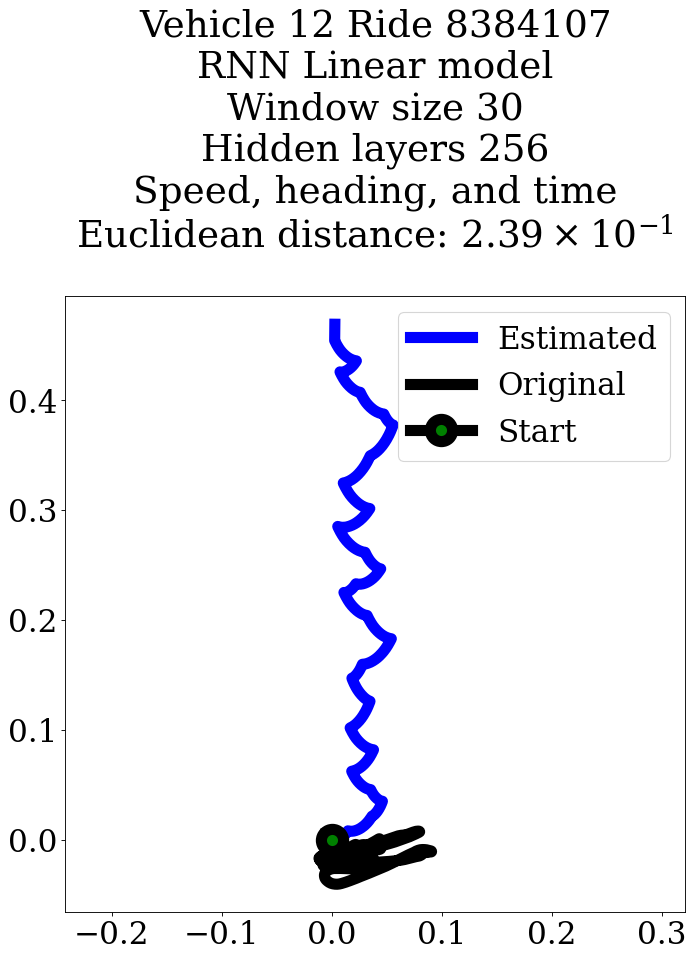 Vehicle 12 Ride 8384107
RNN Linear model
Window size 30
Hidden layers 256
Speed, heading, and time
Euclidean distance: 2.39 × 10⁻¹
Estimated
Original
Start
0.4
0.3
0.2
0.1
0.0
−0.2 −0.1 0.0 0.1 0.2 0.3